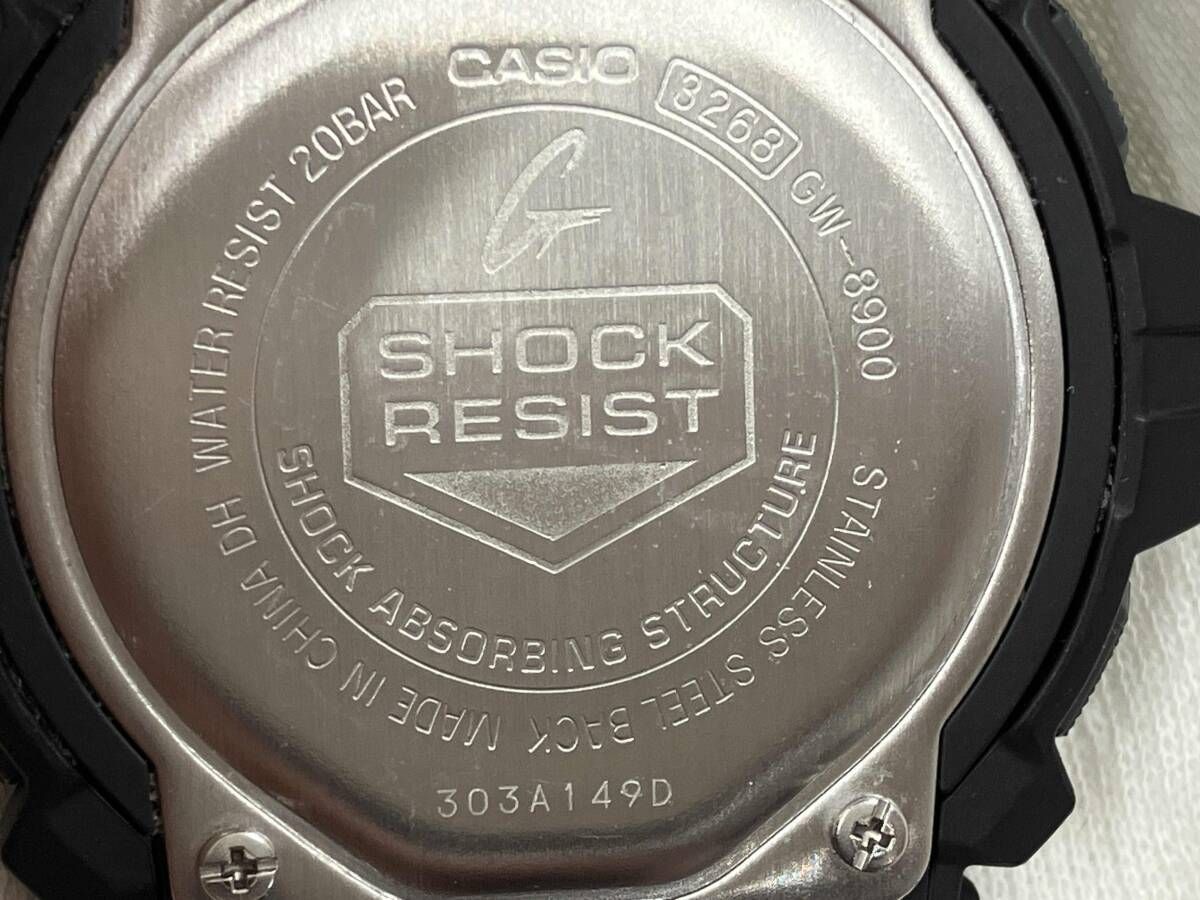 CASIO
3268 GW-8900
STAINLESS STEEL BACK MADE IN CHINA DH WATER RESIST 20BAR
G
SHOCK
RESIST
SHOCK ABSORBING STRUCTURE
303A149D